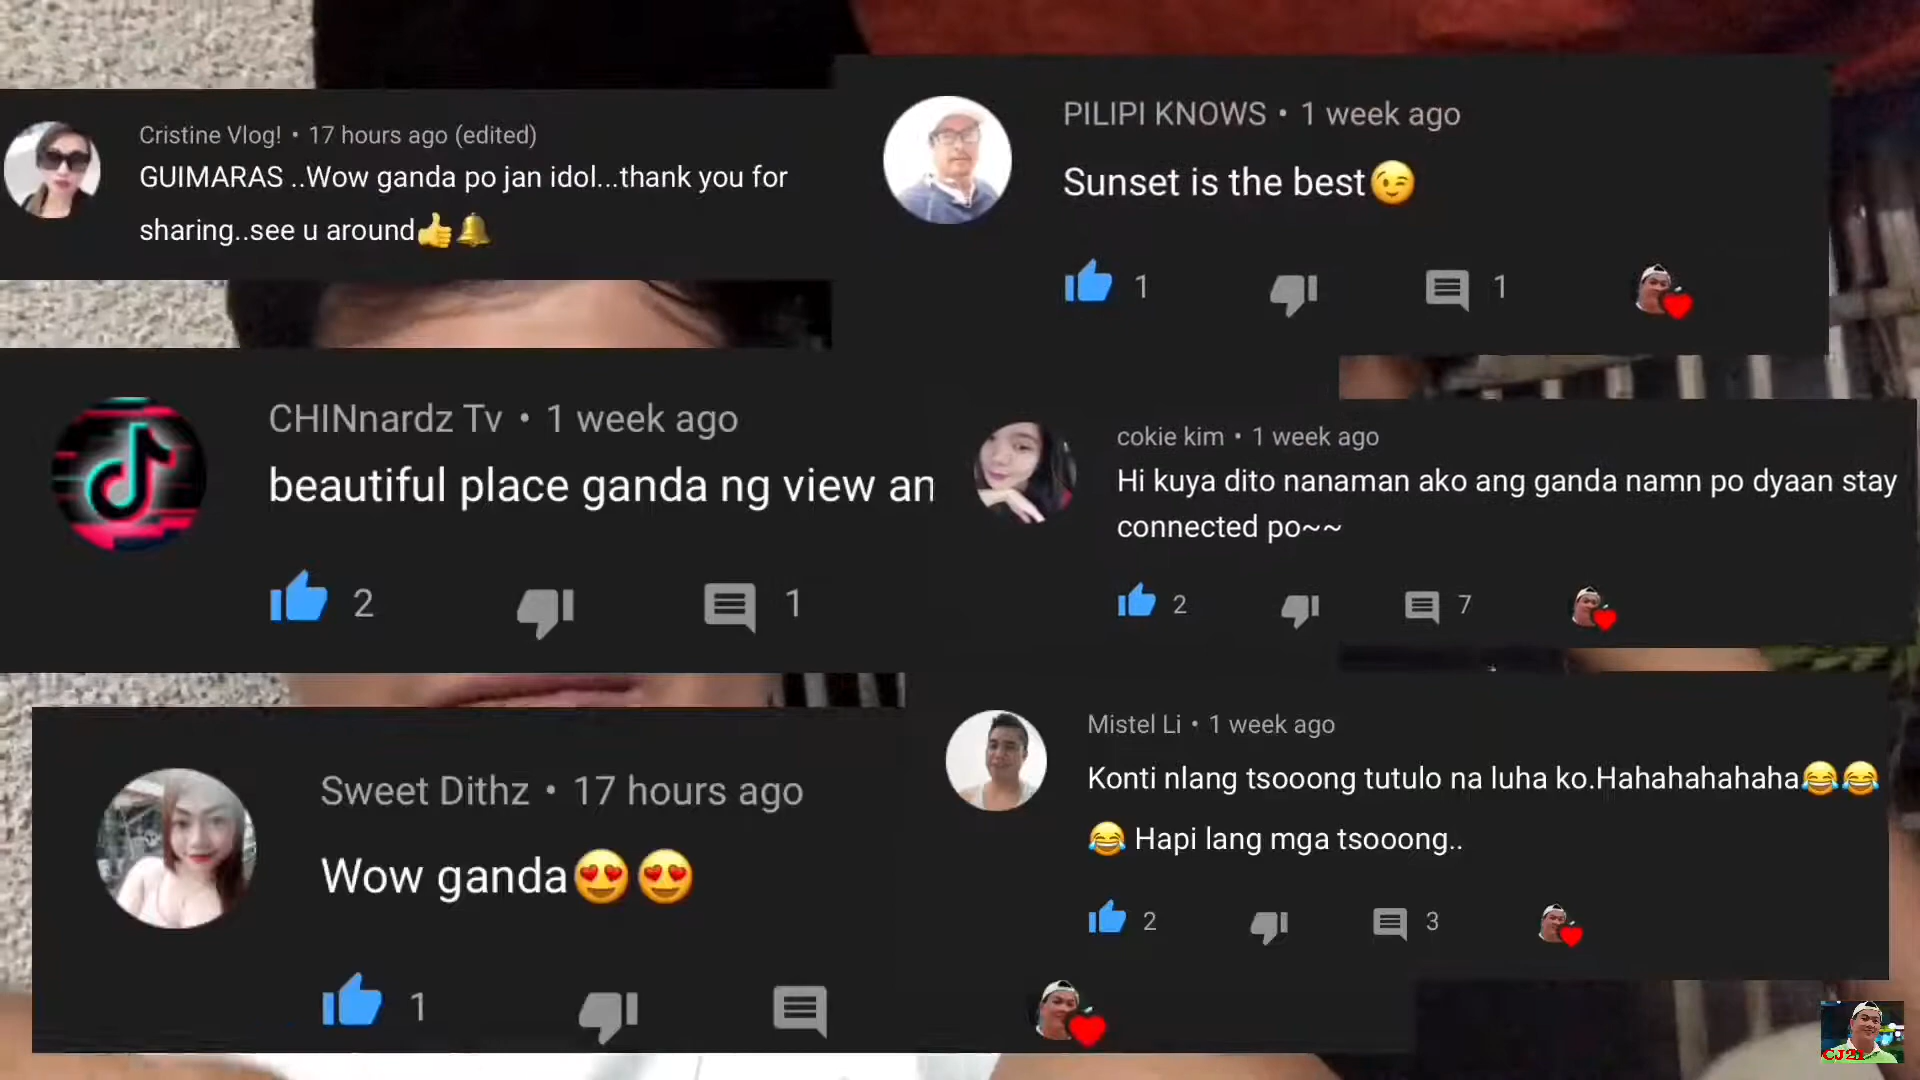 Cristine Vlog! • 17 hours ago (edited)
GUIMARAS ..Wow ganda po jan idol...thank you for
sharing..see u around👍🔔
PILIPI KNOWS • 1 week ago
Sunset is the best😉
1 1
CHINnardz Tv • 1 week ago
beautiful place ganda ng view an
2 1
cokie kim • 1 week ago
Hi kuya dito nanaman ako ang ganda namn po dyaan stay
connected po~~
2 7
Sweet Dithz • 17 hours ago
Wow ganda😍😍
1
Mistel Li • 1 week ago
Konti nlang tsooong tutulo na luha ko.Hahahahahaha😂😂
😂 Hapi lang mga tsooong..
2 3
CJ21